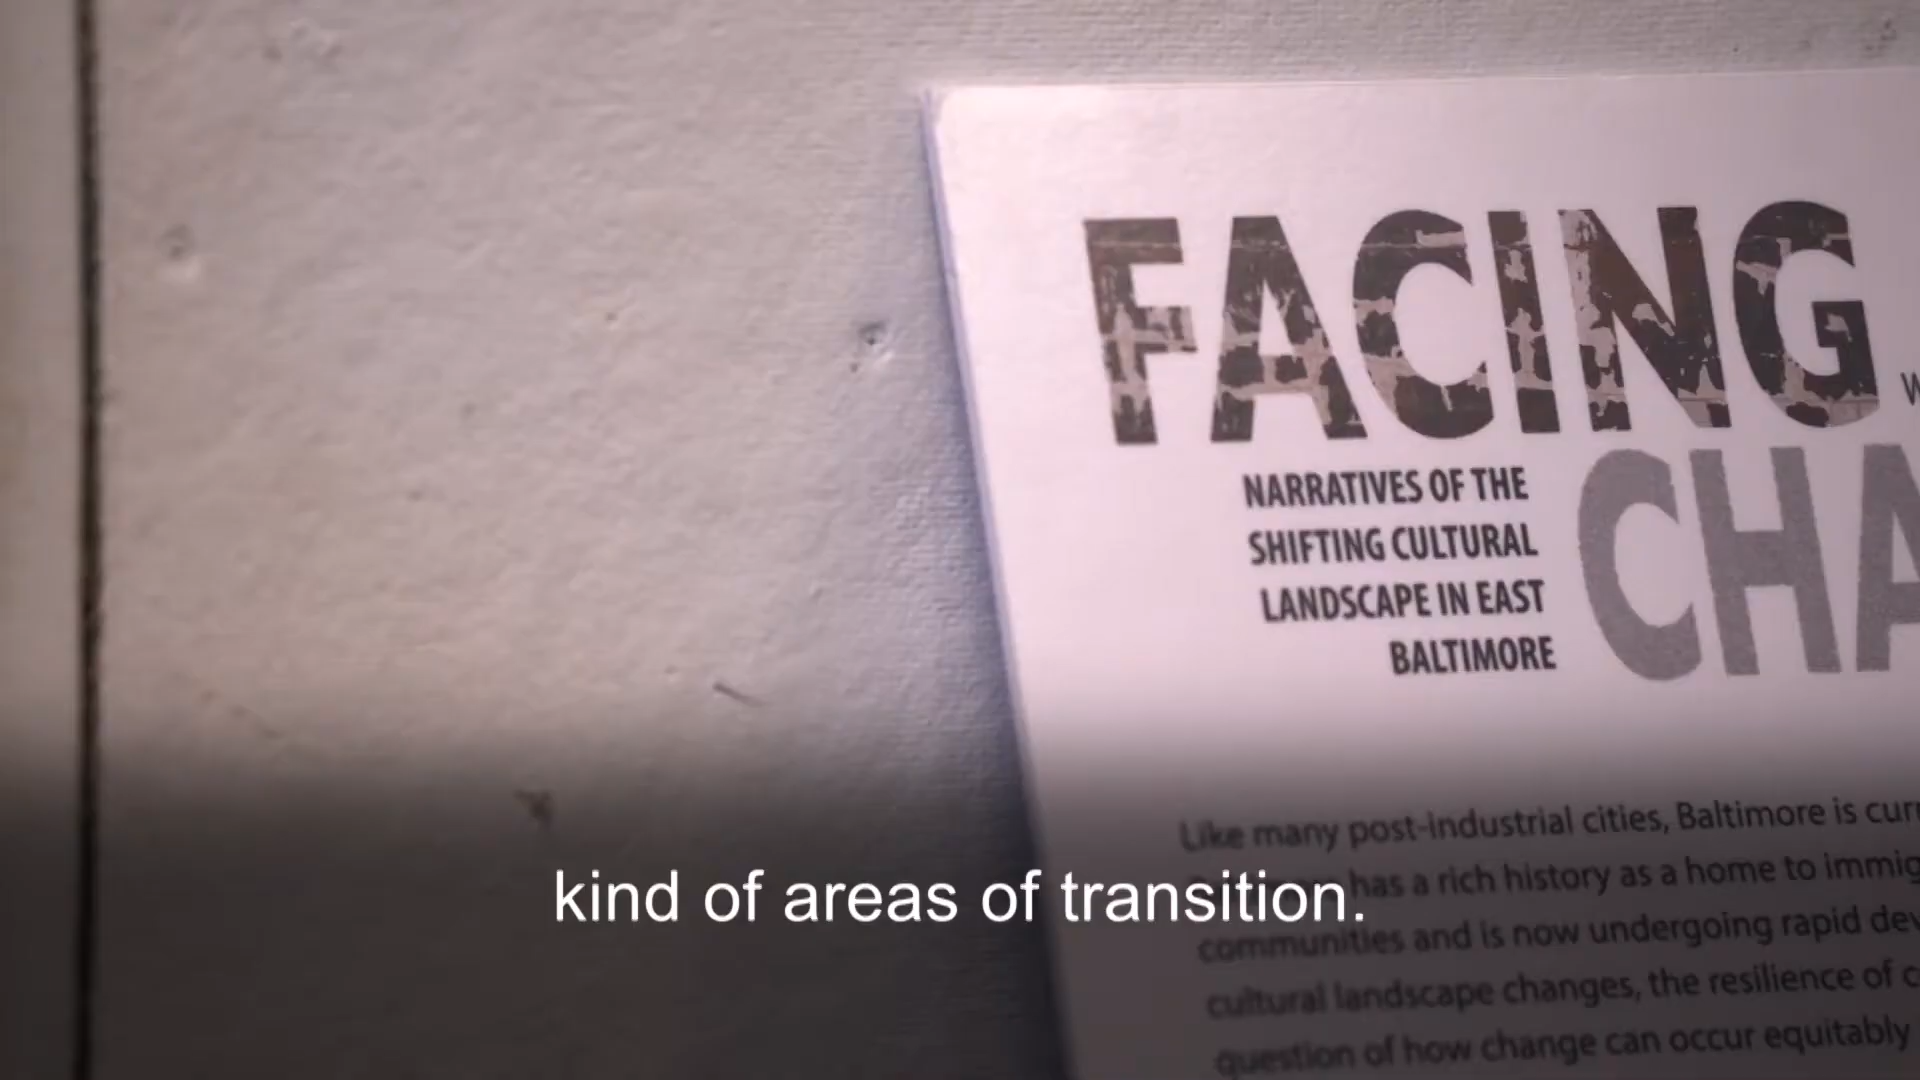 FACING
NARRATIVES OF THE
SHIFTING CULTURAL
LANDSCAPE IN EAST
BALTIMORE
CHA
Like many post-industrial cities, Baltimore is curr
has a rich history as a home to immig
communities and is now undergoing rapid dev
cultural landscape changes, the resilience of c
question of how change can occur equitably
kind of areas of transition.